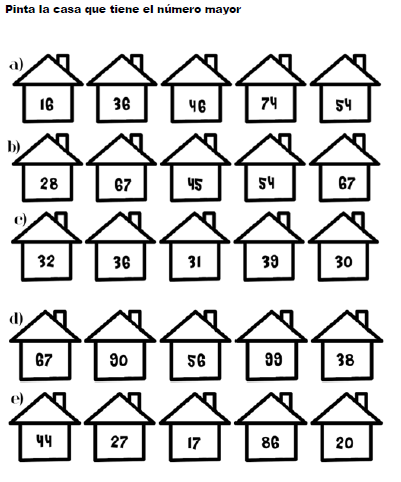 Pinta la casa que tiene el número mayor
a) 16 36 46 74 54
b) 28 67 45 54 67
c) 32 36 31 39 30
d) 67 90 56 99 38
e) 44 27 17 86 20